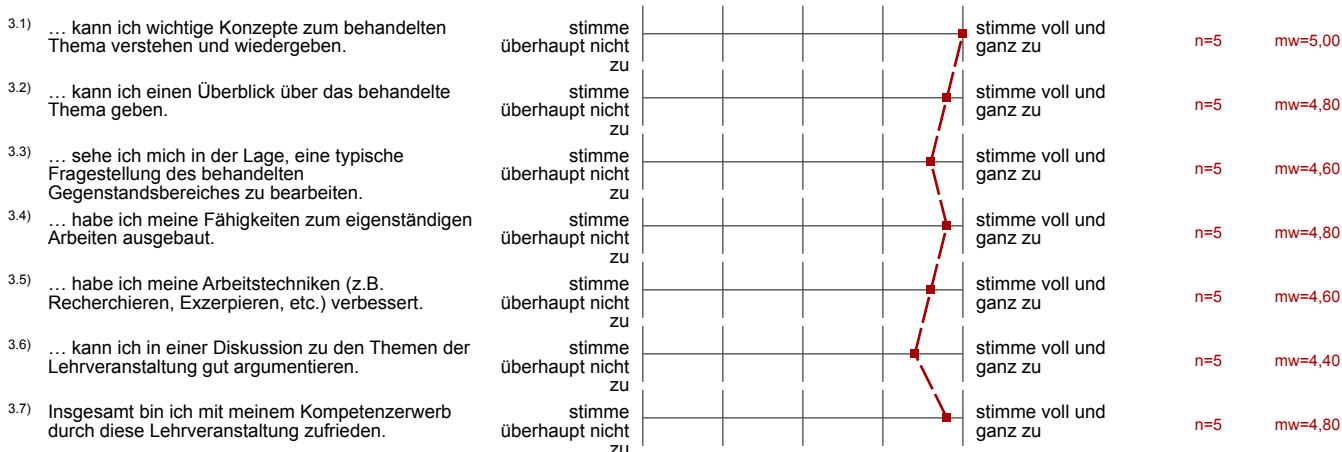 3.1) … kann ich wichtige Konzepte zum behandelten Thema verstehen und wiedergeben.
stimme überhaupt nicht zu
stimme voll und ganz zu
n=5 mw=5,00
3.2) … kann ich einen Überblick über das behandelte Thema geben.
stimme überhaupt nicht zu
stimme voll und ganz zu
n=5 mw=4,80
3.3) … sehe ich mich in der Lage, eine typische Fragestellung des behandelten Gegenstandsbereiches zu bearbeiten.
stimme überhaupt nicht zu
stimme voll und ganz zu
n=5 mw=4,60
3.4) … habe ich meine Fähigkeiten zum eigenständigen Arbeiten ausgebaut.
stimme überhaupt nicht zu
stimme voll und ganz zu
n=5 mw=4,80
3.5) … habe ich meine Arbeitstechniken (z.B. Recherchieren, Exzerpieren, etc.) verbessert.
stimme überhaupt nicht zu
stimme voll und ganz zu
n=5 mw=4,60
3.6) … kann ich in einer Diskussion zu den Themen der Lehrveranstaltung gut argumentieren.
stimme überhaupt nicht zu
stimme voll und ganz zu
n=5 mw=4,40
3.7) Insgesamt bin ich mit meinem Kompetenzerwerb durch diese Lehrveranstaltung zufrieden.
stimme überhaupt nicht zu
stimme voll und ganz zu
n=5 mw=4,80